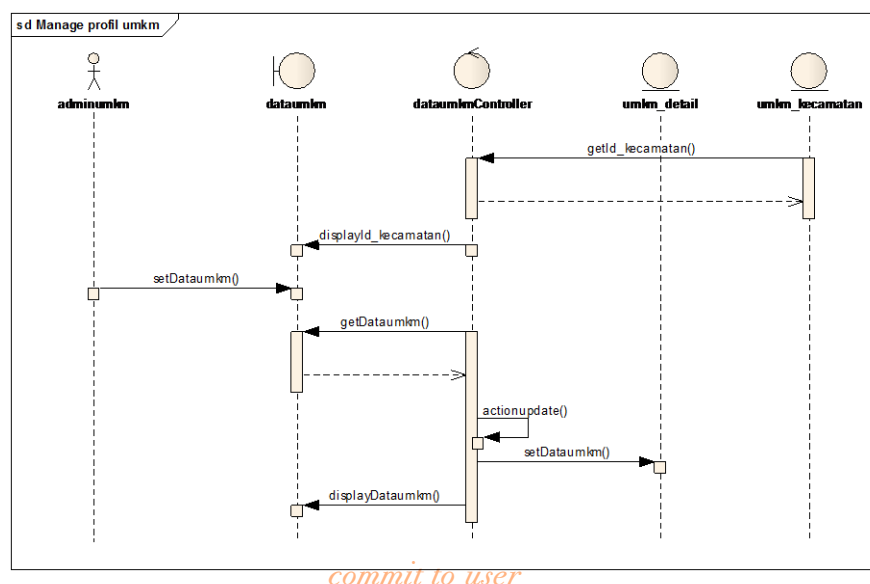 sd Manage profil umkm
adminumkm
dataumkm
dataumkmController
umkm_detail
umkm_kecamatan
getId_kecamatan()
displayId_kecamatan()
setDataumkm()
getDataumkm()
actionupdate()
setDataumkm()
displayDataumkm()
commit to user